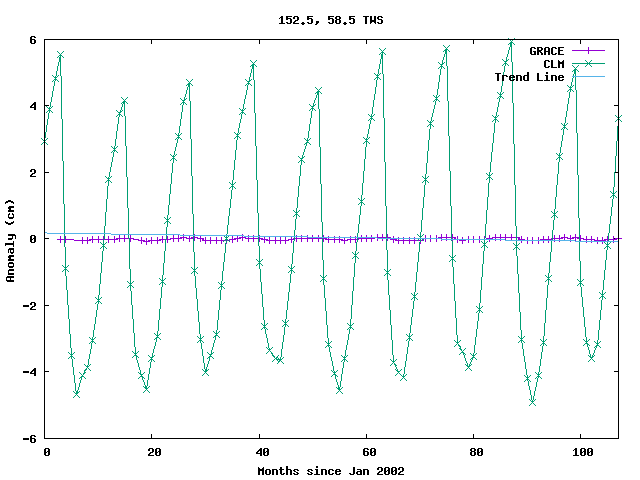 152.5, 58.5 TWS
GRACE
CLM
Trend Line
6
4
2
0
-2
-4
-6
Anomaly (cm)
0 20 40 60 80 100
Months since Jan 2002